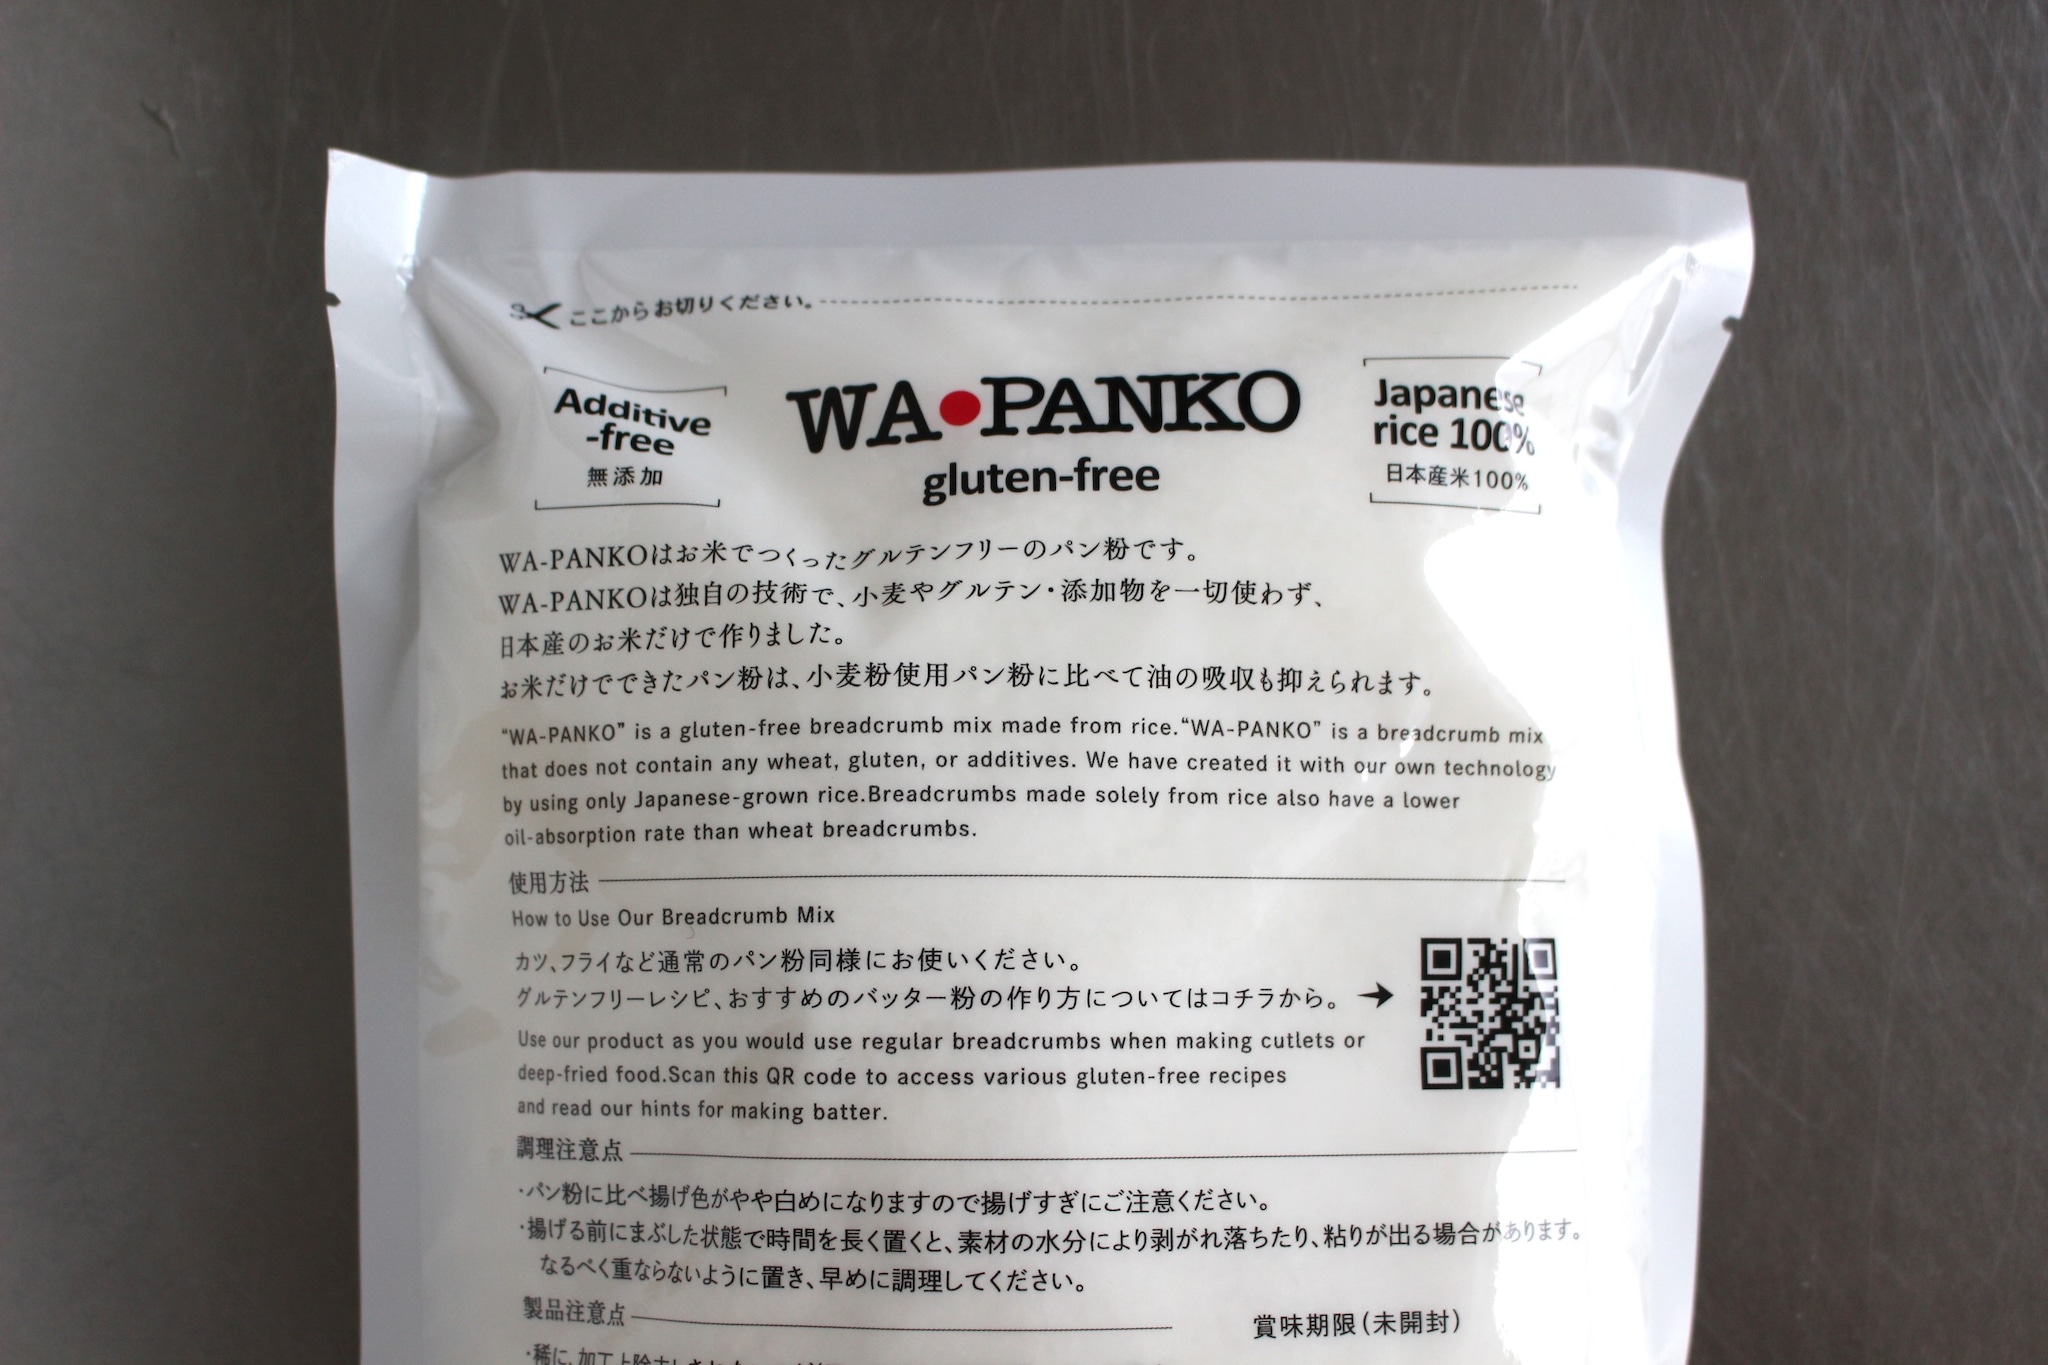 ここからお切りください。
Additive
-free
無添加
WA●PANKO
gluten-free
Japanese
rice 100%
日本産米100%
WA-PANKOはお米でつくったグルテンフリーのパン粉です。
WA-PANKOは独自の技術で、小麦やグルテン・添加物を一切使わず、
日本産のお米だけで作りました。
お米だけでできたパン粉は、小麦粉使用パン粉に比べて油の吸収も抑えられます。
“WA-PANKO” is a gluten-free breadcrumb mix made from rice.“WA-PANKO” is a breadcrumb mix
that does not contain any wheat, gluten, or additives. We have created it with our own technology
by using only Japanese-grown rice.Breadcrumbs made solely from rice also have a lower
oil-absorption rate than wheat breadcrumbs.
使用方法
How to Use Our Breadcrumb Mix
カツ、フライなど通常のパン粉同様にお使いください。
グルテンフリーレシピ、おすすめのバッター粉の作り方についてはコチラから。→
Use our product as you would use regular breadcrumbs when making cutlets or
deep-fried food.Scan this QR code to access various gluten-free recipes
and read our hints for making batter.
調理注意点
・パン粉に比べ揚げ色がやや白めになりますので揚げすぎにご注意ください。
・揚げる前にまぶした状態で時間を長く置くと、素材の水分により剥がれ落ちたり、粘りが出る場合があります。
なるべく重ならないように置き、早めに調理してください。
製品注意点
賞味期限(未開封)
・稀に、加工上